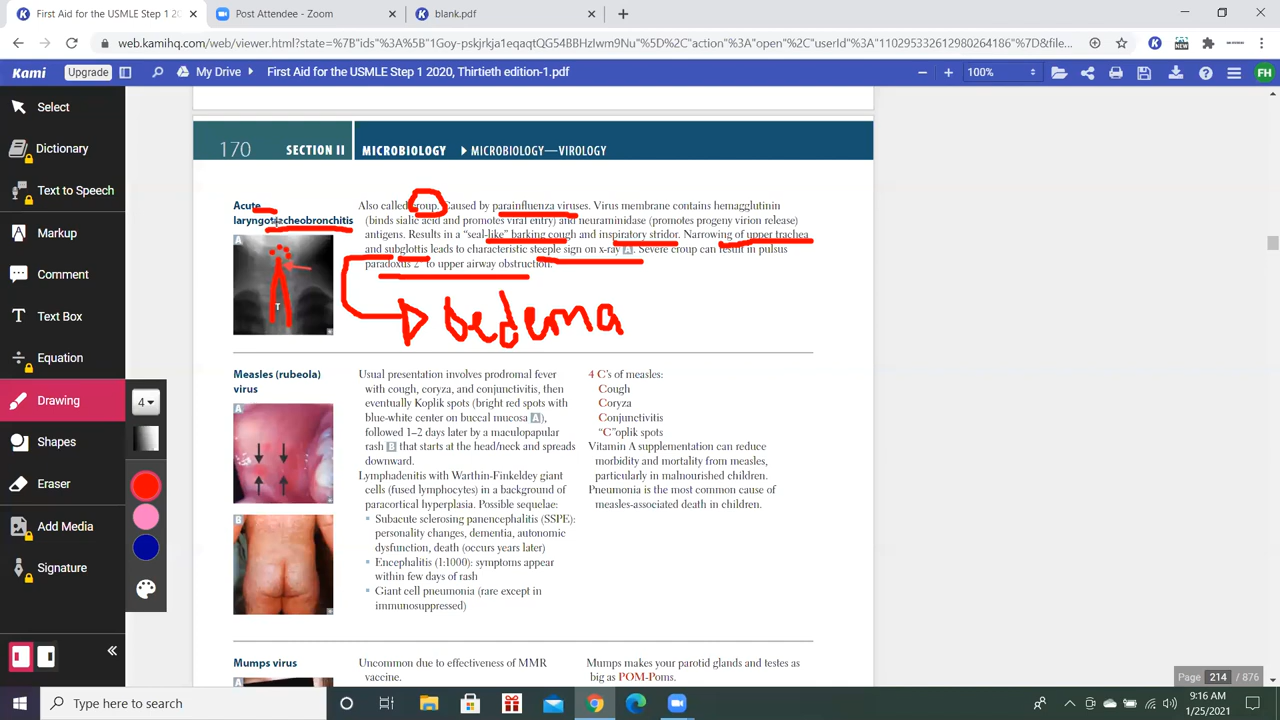 First Aid for the USMLE Step 1 20
Post Attendee - Zoom
blank.pdf
web.kamihq.com/web/viewer.html?state=%7B"ids"%3A%5B"1Goy-pskjrkja1eqaqtQG54BBHzlwm9Nu"%5D%2C"action"%3A"open"%2C"userId"%3A"110295332612980264186"%7D&file...
NEW
Kami
Upgrade
My Drive
First Aid for the USMLE Step 1 2020, Thirtieth edition-1.pdf
100%
FH
Select
Markup
Dictionary
Text to Speech
Comment
Text Box
Equation
Drawing
4
Shapes
Eraser
Add Media
Signature
170 SECTION II MICROBIOLOGY MICROBIOLOGY—VIROLOGY
Acute
laryngotracheobronchitis
A
T
Also called croup. Caused by parainfluenza viruses. Virus membrane contains hemagglutinin
(binds sialic acid and promotes viral entry) and neuraminidase (promotes progeny virion release)
antigens. Results in a “seal-like” barking cough and inspiratory stridor. Narrowing of upper trachea
and subglottis leads to characteristic steeple sign on x-ray A. Severe croup can result in pulsus
paradoxus 2° to upper airway obstruction.
oedema
Measles (rubeola)
virus
A
B
Usual presentation involves prodromal fever
with cough, coryza, and conjunctivitis, then
eventually Koplik spots (bright red spots with
blue-white center on buccal mucosa A),
followed 1–2 days later by a maculopapular
rash B that starts at the head/neck and spreads
downward.
Lymphadenitis with Warthin-Finkeldey giant
cells (fused lymphocytes) in a background of
paracortical hyperplasia. Possible sequelae:
Subacute sclerosing panencephalitis (SSPE):
personality changes, dementia, autonomic
dysfunction, death (occurs years later)
Encephalitis (1:1000): symptoms appear
within few days of rash
Giant cell pneumonia (rare except in
immunosuppressed)
4 C’s of measles:
Cough
Coryza
Conjunctivitis
“C”oplik spots
Vitamin A supplementation can reduce
morbidity and mortality from measles,
particularly in malnourished children.
Pneumonia is the most common cause of
measles-associated death in children.
Mumps virus
A
Uncommon due to effectiveness of MMR
vaccine.
Mumps makes your parotid glands and testes as
big as POM-Poms.
Page 214 / 876
Type here to search
9:16 AM
1/25/2021